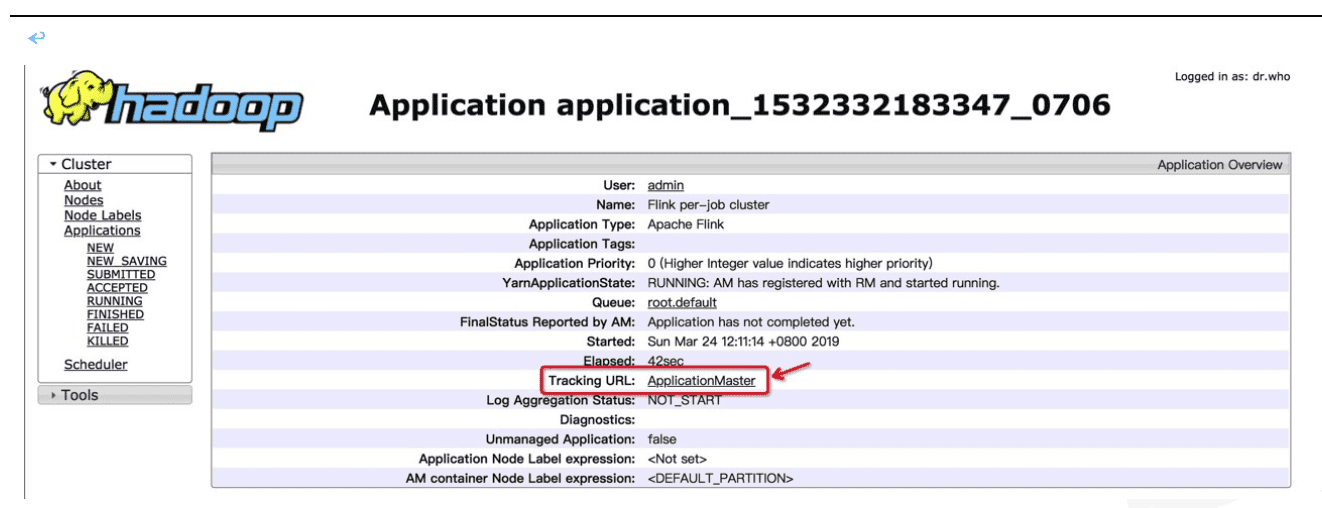 hadoop
Application application_1532332183347_0706
Logged in as: dr.who
Cluster
About
Nodes
Node Labels
Applications
NEW
NEW_SAVING
SUBMITTED
ACCEPTED
RUNNING
FINISHED
FAILED
KILLED
Scheduler
Tools
Application Overview
User: admin
Name: Flink per-job cluster
Application Type: Apache Flink
Application Tags:
Application Priority: 0 (Higher Integer value indicates higher priority)
YarnApplicationState: RUNNING: AM has registered with RM and started running.
Queue: root.default
FinalStatus Reported by AM: Application has not completed yet.
Started: Sun Mar 24 12:11:14 +0800 2019
Elapsed: 42sec
Tracking URL: ApplicationMaster
Log Aggregation Status: NOT_START
Diagnostics:
Unmanaged Application: false
Application Node Label expression: <Not set>
AM container Node Label expression: <DEFAULT_PARTITION>